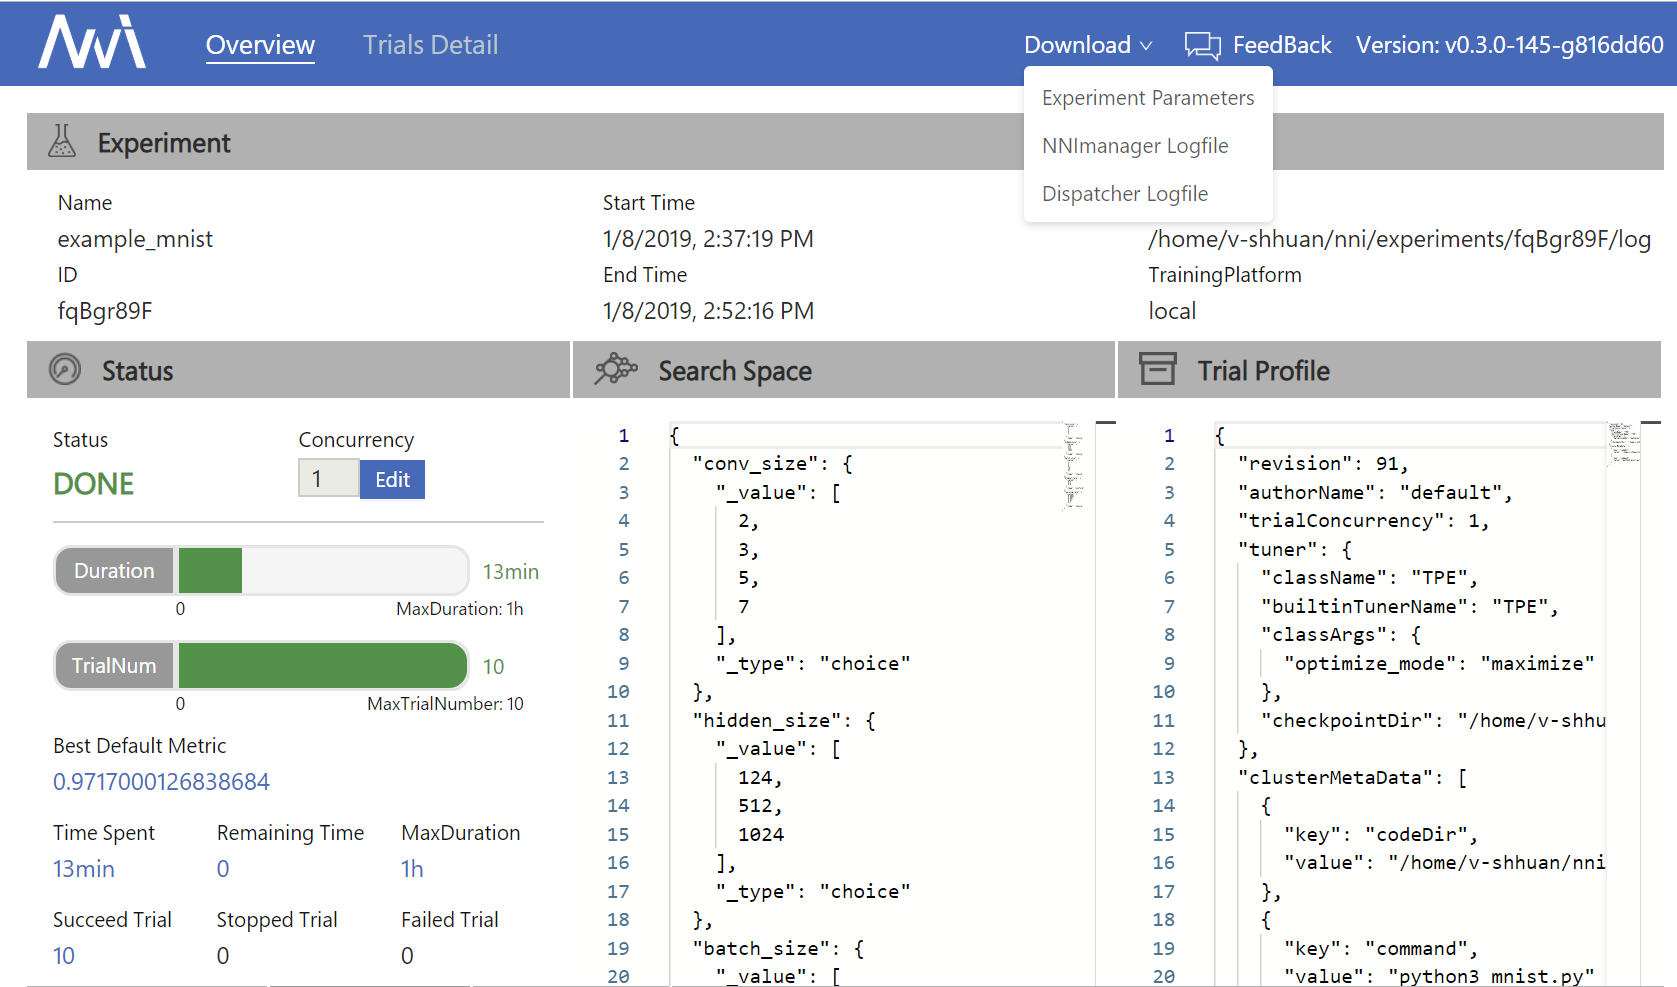 NNI Overview Trials Detail Download FeedBack Version: v0.3.0-145-g816dd60
Experiment Parameters
NNImanager Logfile
Dispatcher Logfile
Experiment
Name Start Time
example_mnist 1/8/2019, 2:37:19 PM /home/v-shhuan/nni/experiments/fqBgr89F/log
ID End Time TrainingPlatform
fqBgr89F 1/8/2019, 2:52:16 PM local
Status
Status Concurrency
DONE 1 Edit
Duration 13min
0 MaxDuration: 1h
TrialNum 10
0 MaxTrialNumber: 10
Best Default Metric
0.9717000126838684
Time Spent Remaining Time MaxDuration
13min 0 1h
Succeed Trial Stopped Trial Failed Trial
10 0 0
Search Space
1 {
2 "conv_size": {
3 "_value": [
4 2,
5 3,
6 5,
7 7
8 ],
9 "_type": "choice"
10 },
11 "hidden_size": {
12 "_value": [
13 124,
14 512,
15 1024
16 ],
17 "_type": "choice"
18 },
19 "batch_size": {
20 "_value": [
Trial Profile
1 {
2 "revision": 91,
3 "authorName": "default",
4 "trialConcurrency": 1,
5 "tuner": {
6 "className": "TPE",
7 "builtinTunerName": "TPE",
8 "classArgs": {
9 "optimize_mode": "maximize"
10 },
11 "checkpointDir": "/home/v-shhu
12 },
13 "clusterMetaData": [
14 {
15 "key": "codeDir",
16 "value": "/home/v-shhuan/nni
17 },
18 {
19 "key": "command",
20 "value": "python3 mnist.py"